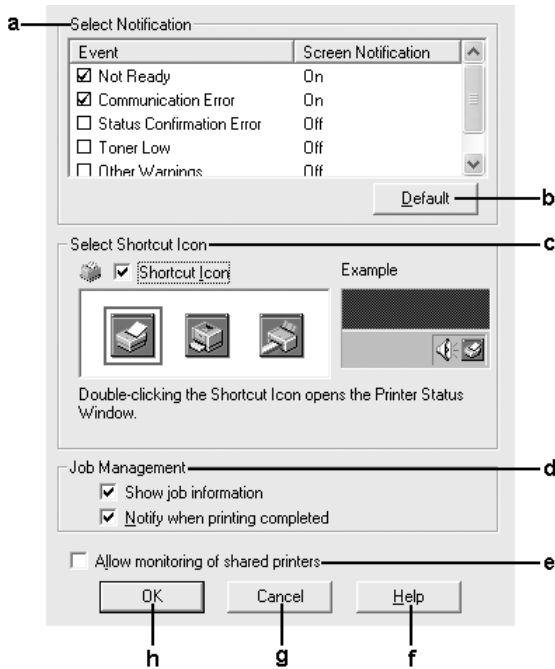 a
Select Notification
Event Screen Notification
Not Ready On
Communication Error On
Status Confirmation Error Off
Toner Low Off
Other Warnings Off
Default
b
Select Shortcut Icon
c
Shortcut Icon Example
Double-clicking the Shortcut Icon opens the Printer Status
Window.
Job Management
d
Show job information
Notify when printing completed
Allow monitoring of shared printers
e
OK Cancel Help
h g f